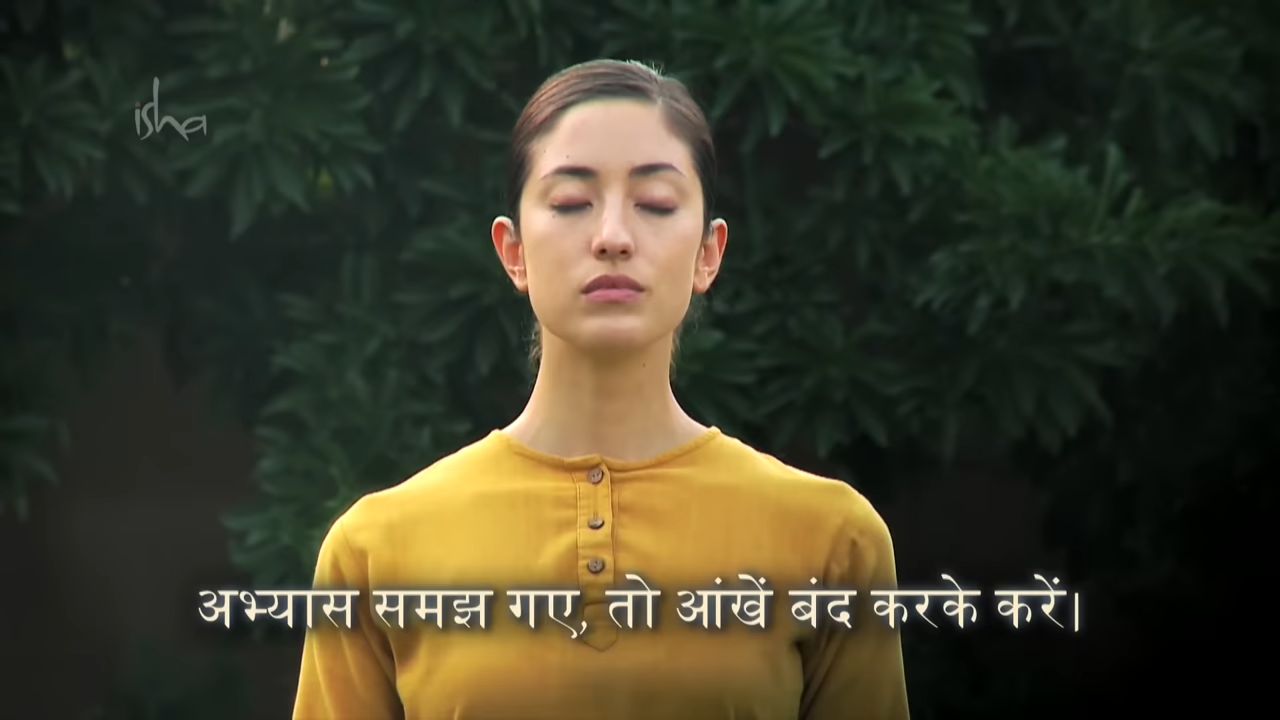 isha
अभ्यास समझ गए, तो आंखें बंद करके करें।